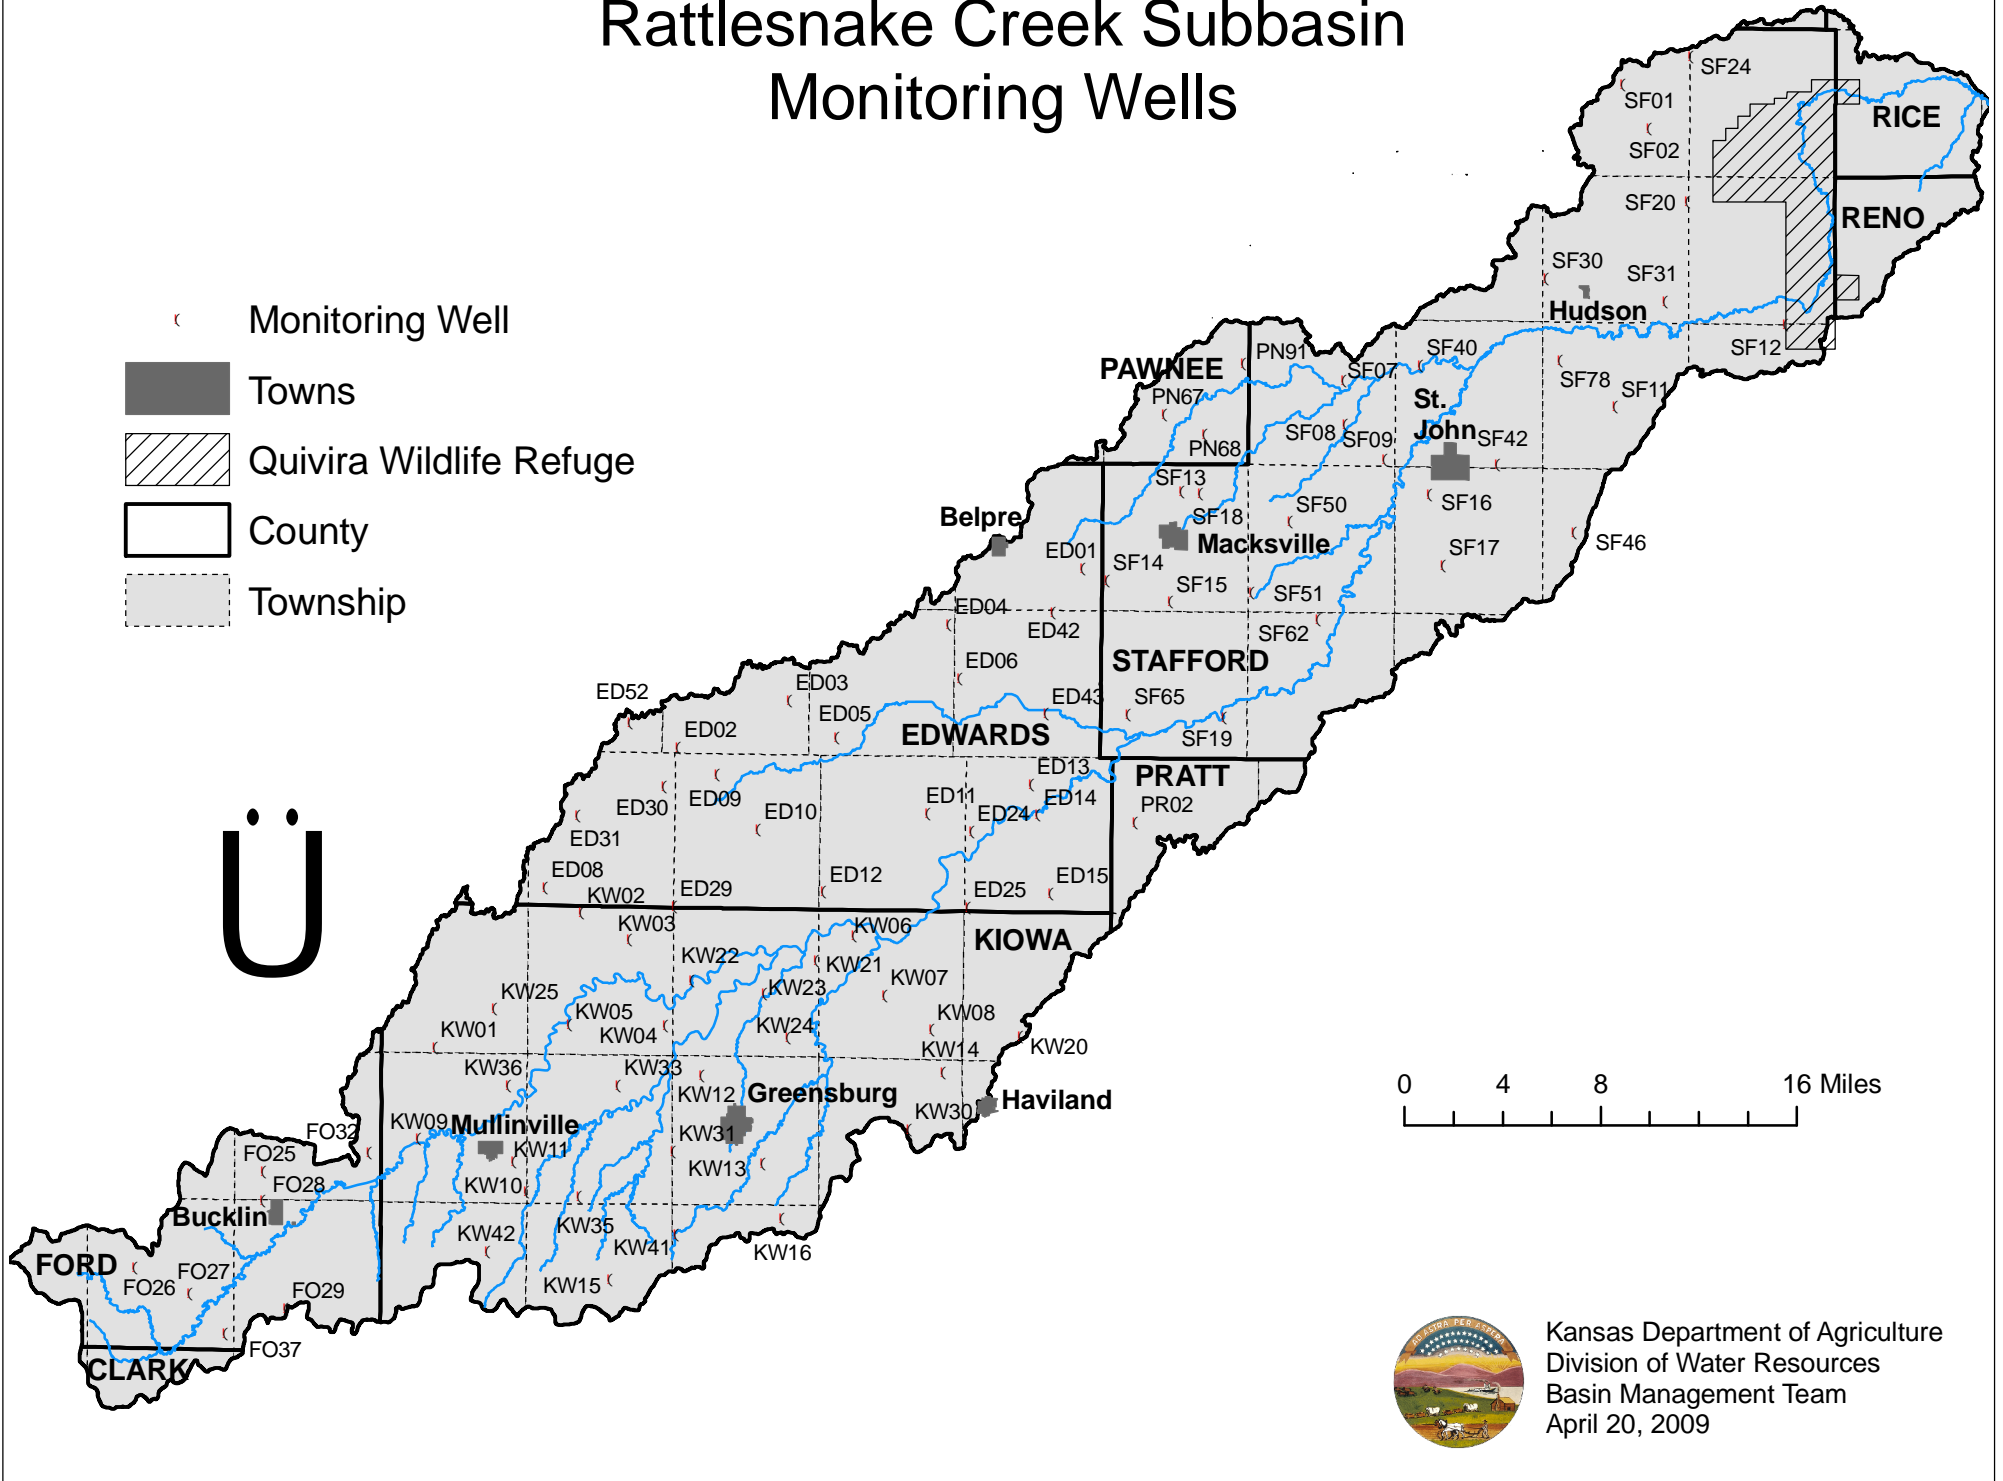 Rattlesnake Creek Subbasin
Monitoring Wells
Monitoring Well
Towns
Quivira Wildlife Refuge
County
Township
Ü
SF24
SF01
RICE
SF02
SF20
RENO
SF30
SF31
Hudson
SF12
PAWNEE
PN91
SF40
SF07
SF78
SF11
PN67
St.
John
SF08
SF09
SF42
PN68
SF13
SF50
SF16
Belpre
SF18
Macksville
SF46
ED01
SF14
SF17
SF15
SF51
ED04
ED42
SF62
ED06
STAFFORD
ED52
ED03
ED43
SF65
ED05
ED02
EDWARDS
SF19
ED13
PRATT
ED30
ED09
ED10
ED11
ED24
ED14
PR02
ED31
ED08
KW02
ED29
ED12
ED25
ED15
KW03
KW06
KIOWA
KW22
KW21
KW07
KW25
KW23
KW05
KW08
KW01
KW04
KW24
KW14
KW20
KW36
KW33
KW12
Greensburg
Haviland
KW09
Mullinville
KW30
FO32
KW31
FO25
KW11
KW13
FO28
KW10
Bucklin
KW35
KW42
KW41
KW16
FORD
FO26
FO27
FO29
KW15
FO37
CLARK
0 4 8 16 Miles
AD ASTRA PER ASPERA
Kansas Department of Agriculture
Division of Water Resources
Basin Management Team
April 20, 2009